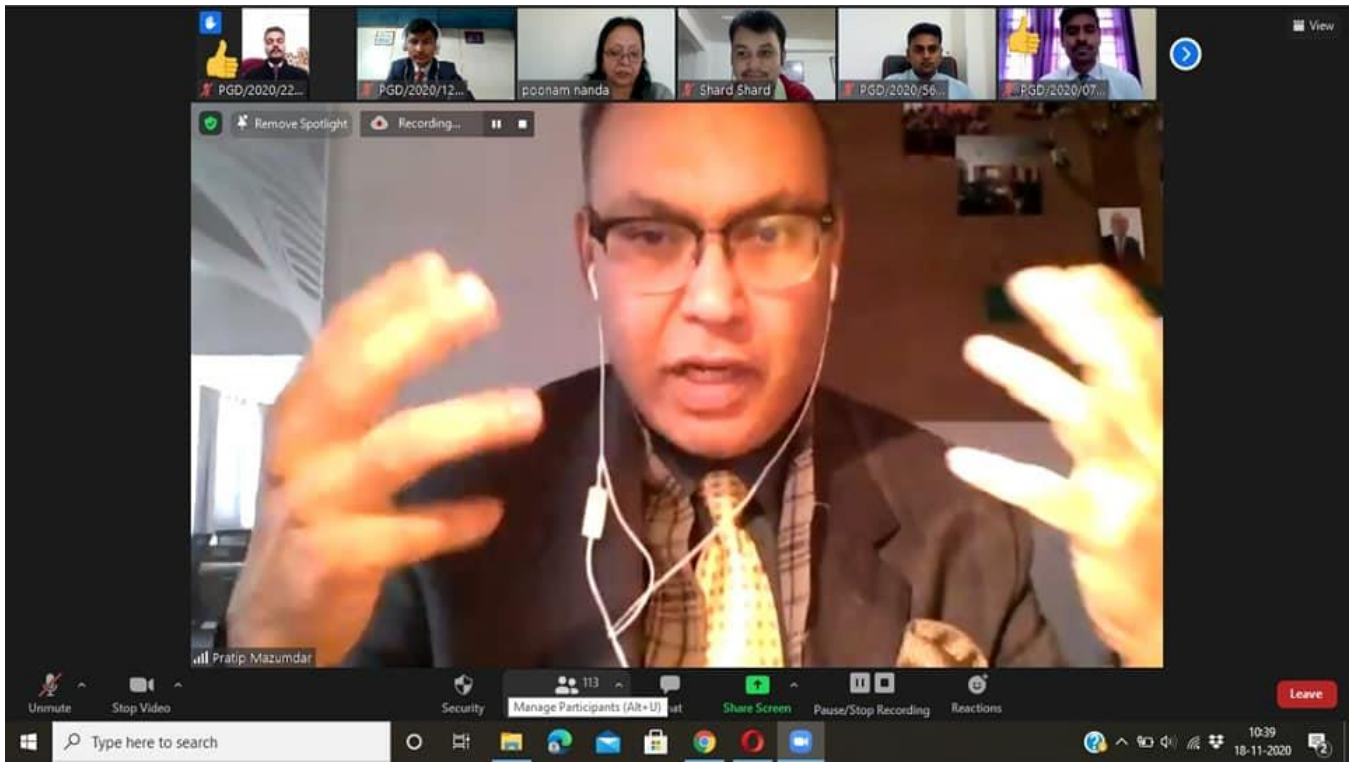 View
PGD/2020/22...
PGD/2020/12...
poonam nanda
Shard Shard
PGD/2020/56...
PGD/2020/07...
Remove Spotlight
Recording...
Pratip Mazumdar
113
Unmute
Stop Video
Security
Manage Participants (Alt+U)
at
Share Screen
Pause/Stop Recording
Reactions
Leave
Type here to search
10:39
18-11-2020
2